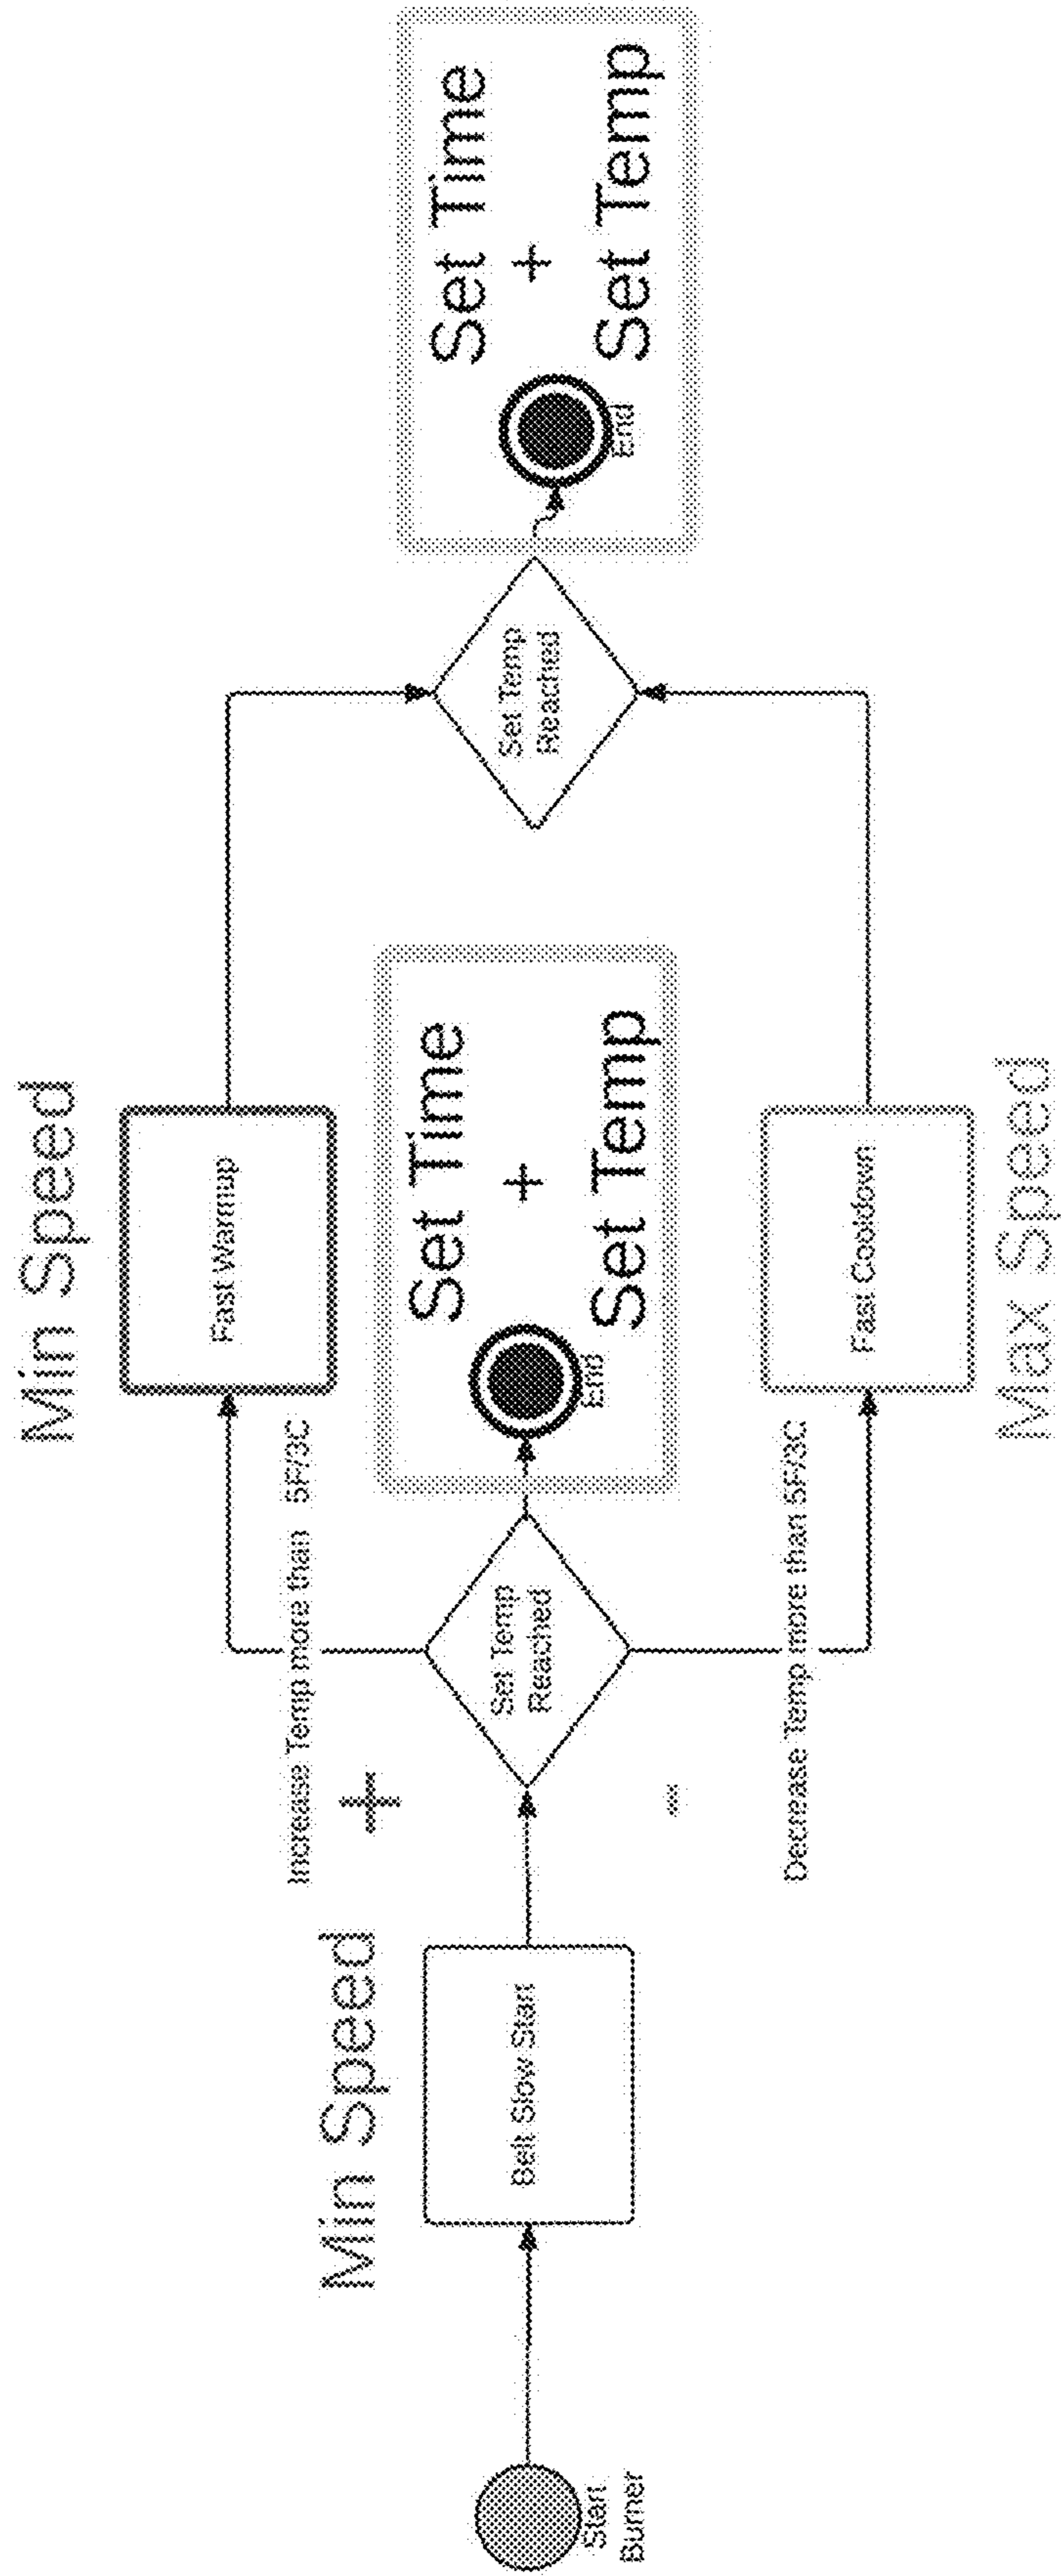 Start
Burner
Min Speed
Belt Slow Start
+
Increase Temp more than 5F/3C
Set Temp
Reached
-
Decrease Temp more than 5F/3C
Min Speed
Fast Warmup
Set Time
+
Set Temp
End
Fast Cooldown
Max Speed
Set Temp
Reached
Set Time
+
Set Temp
End